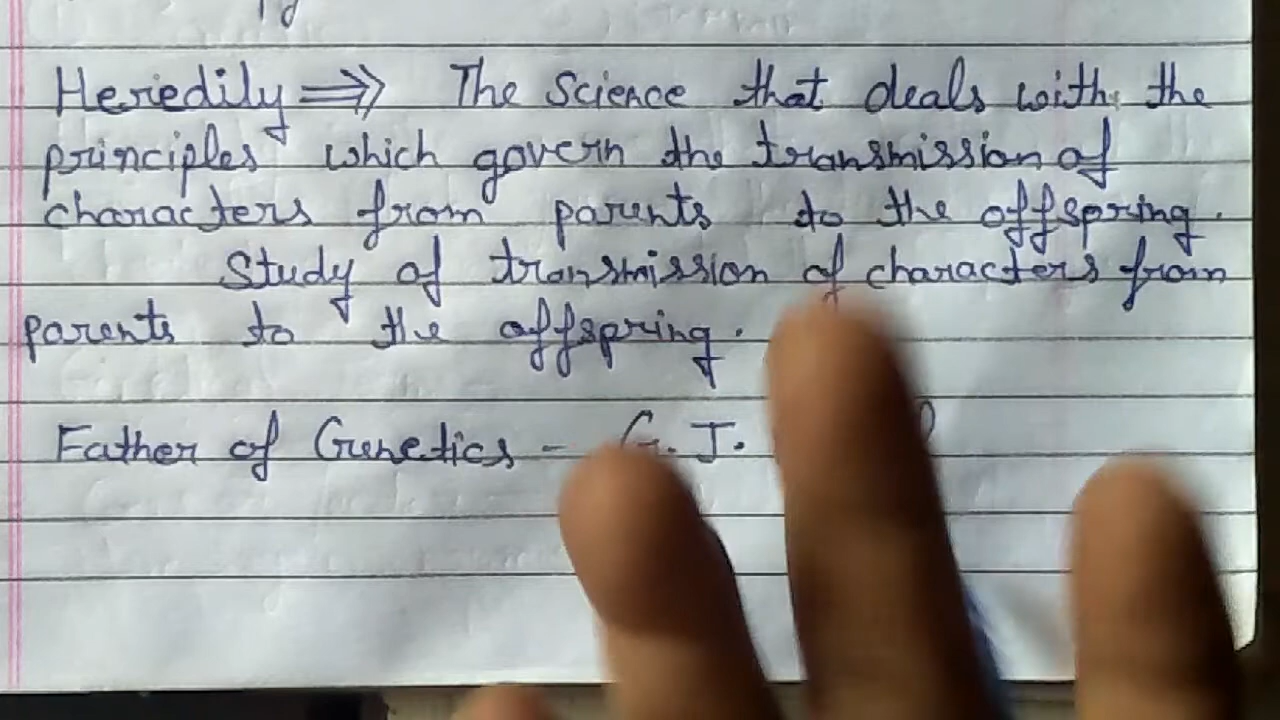 Heredily ⇒ The Science that deals with the
principles which govern the transmission of
characters from parents to the offspring.
Study of transmission of characters from
parents to the offspring.
Father of Genetics - G.J.